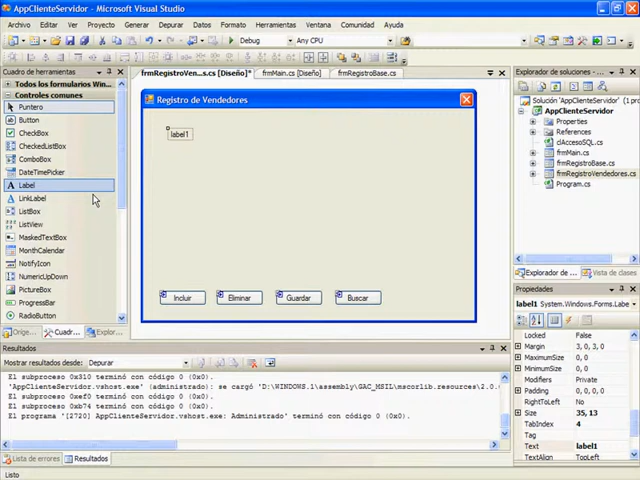 AppClienteServidor - Microsoft Visual Studio
Archivo Editar Ver Proyecto Generar Depurar Datos Formato Herramientas Ventana Comunidad Ayuda
Debug Any CPU
Cuadro de herramientas
Todos los formularios Win...
Controles comunes
Puntero
Button
CheckBox
CheckedListBox
ComboBox
DateTimePicker
Label
LinkLabel
ListBox
ListView
MaskedTextBox
MonthCalendar
NotifyIcon
NumericUpDown
PictureBox
ProgressBar
RadioButton
Orige... Cuadr... Explor...
frmRegistroVen...s.cs [Diseño]* frmMain.cs [Diseño] frmRegistroBase.cs
Registro de Vendedores
label1
Incluir Eliminar Guardar Buscar
Explorador de soluciones -
Solución 'AppClienteServidor' (1 pro
AppClienteServidor
Properties
References
clAccesoSQL.cs
frmMain.cs
frmRegistroBase.cs
frmRegistroVendedores.cs
Program.cs
Explorador de ... Vista de clases
Propiedades
label1 System.Windows.Forms.Labe
Locked False
Margin 3, 0, 3, 0
MaximumSize 0, 0
MinimumSize 0, 0
Modifiers Private
Padding 0, 0, 0, 0
RightToLeft No
Size 35, 13
TabIndex 4
Tag
Text label1
TextAlign TopLeft
Resultados
Mostrar resultados desde: Depurar
El subproceso 0x310 terminó con código 0 (0x0).
'AppClienteServidor.vshost.exe' (administrado): se cargó 'D:\WINDOWS.1\assembly\GAC_MSIL\mscorlib.resources\2.0.
El subproceso 0xef0 terminó con código 0 (0x0).
El subproceso 0xb74 terminó con código 0 (0x0).
El programa '[2720] AppClienteServidor.vshost.exe: Administrado' terminó con código 0 (0x0).
Lista de errores Resultados
Listo